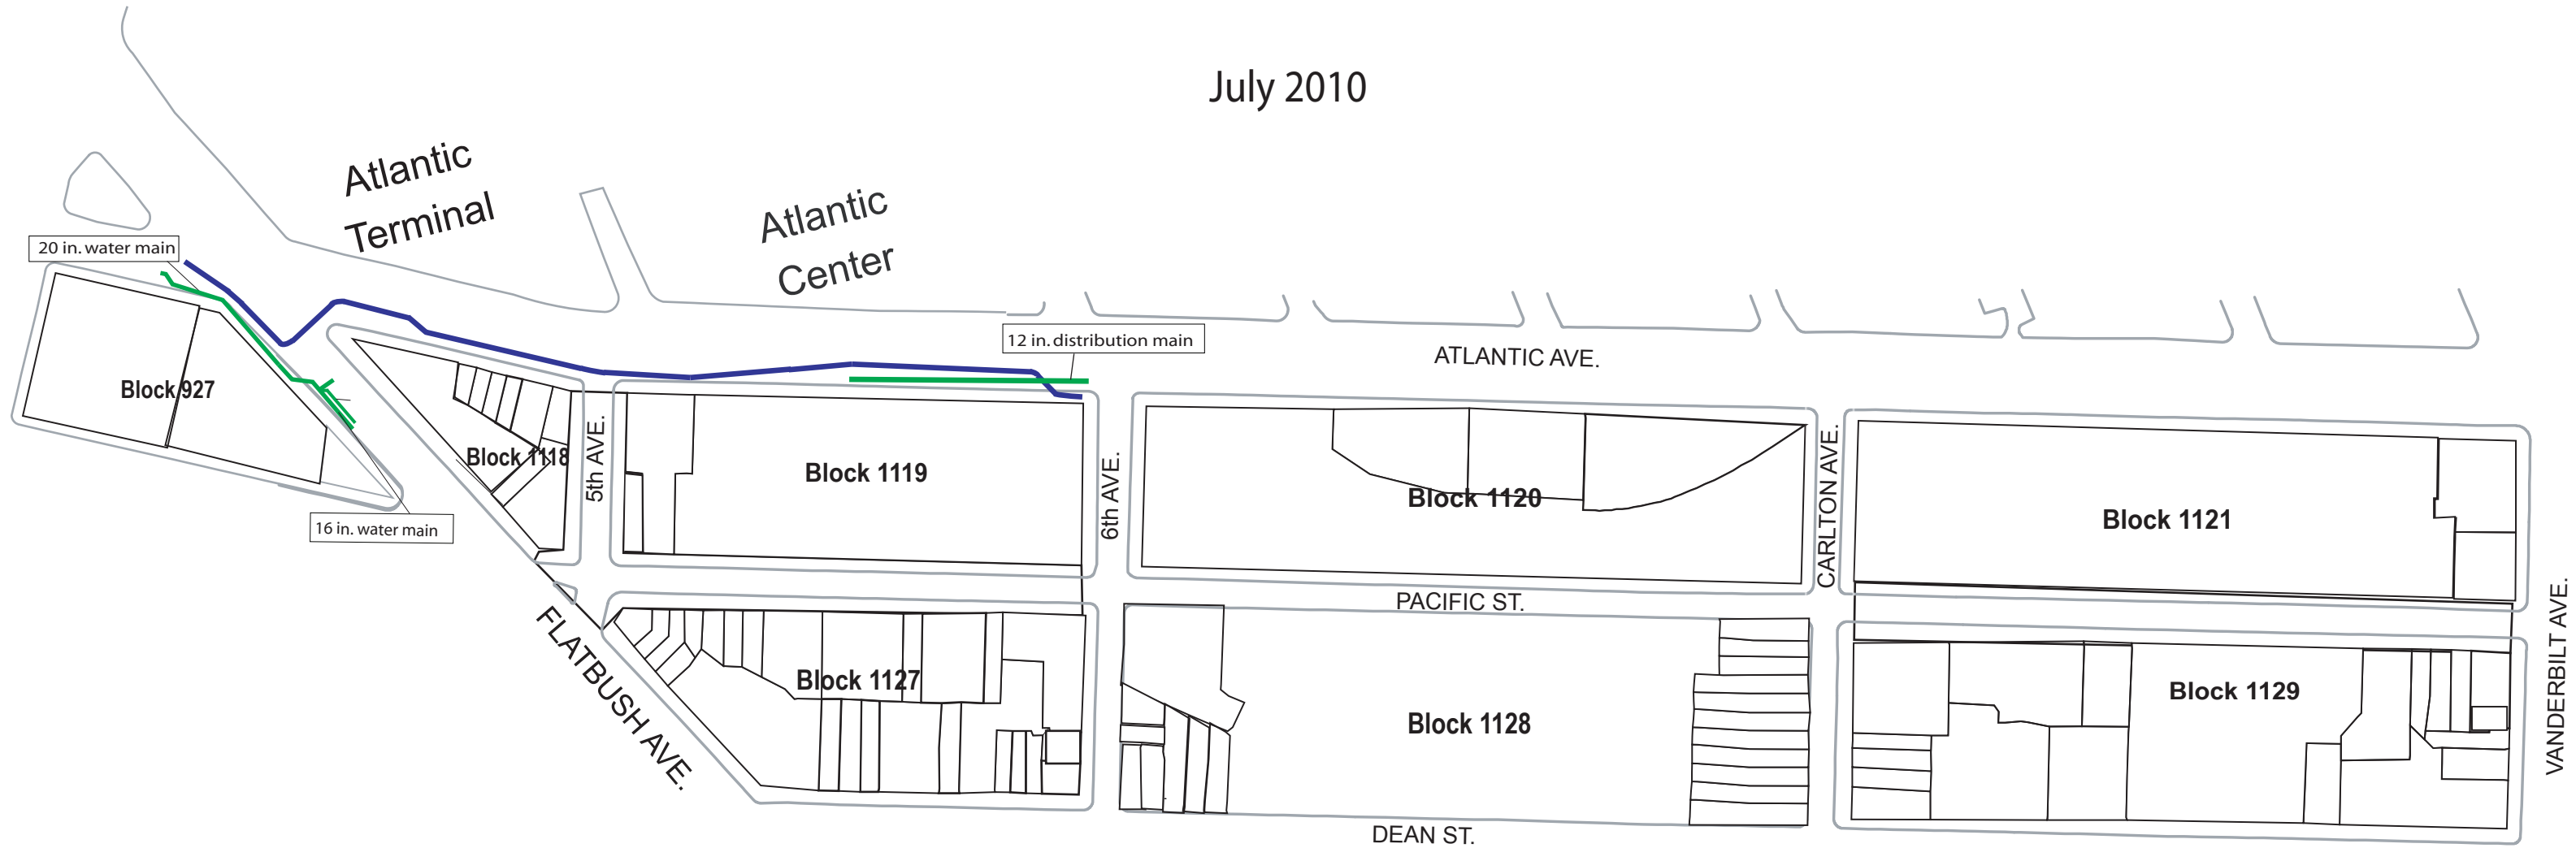 July 2010
Atlantic
Terminal
Atlantic
Center
20 in. water main
12 in. distribution main
ATLANTIC AVE.
Block 927
Block 1118
5th AVE.
Block 1119
6th AVE.
Block 1120
CARLTON AVE.
Block 1121
16 in. water main
PACIFIC ST.
FLATBUSH AVE.
Block 1127
Block 1128
Block 1129
VANDERBILT AVE.
DEAN ST.